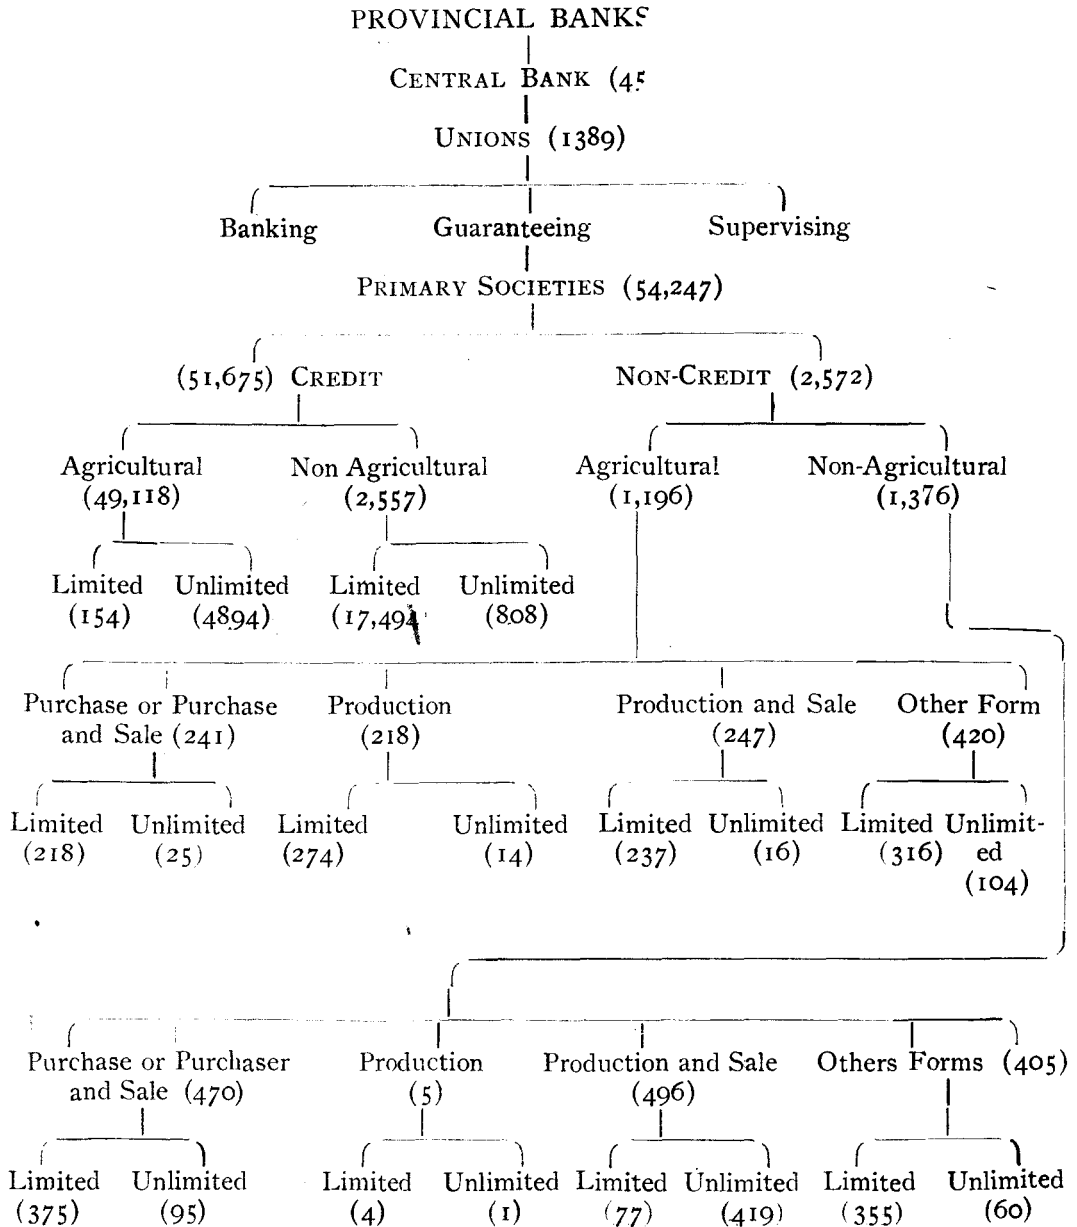 PROVINCIAL BANKS
CENTRAL BANK (45
UNIONS (1389)
Banking Guaranteeing Supervising
PRIMARY SOCIETIES (54,247)
(51,675) CREDIT NON-CREDIT (2,572)
Agricultural Non Agricultural Agricultural Non-Agricultural
(49,118) (2,557) (1,196) (1,376)
Limited Unlimited Limited Unlimited
(154) (4894) (17,494 (808)
Purchase or Purchase Production Production and Sale Other Form
and Sale (241) (218) (247) (420)
Limited Unlimited Limited Unlimited Limited Unlimited Limited Unlimit-
(218) (25) (274) (14) (237) (16) (316) ed
(104)
Purchase or Purchaser Production Production and Sale Others Forms (405)
and Sale (470) (5) (496)
Limited Unlimited Limited Unlimited Limited Unlimited Limited Unlimited
(375) (95) (4) (1) (77) (419) (355) (60)